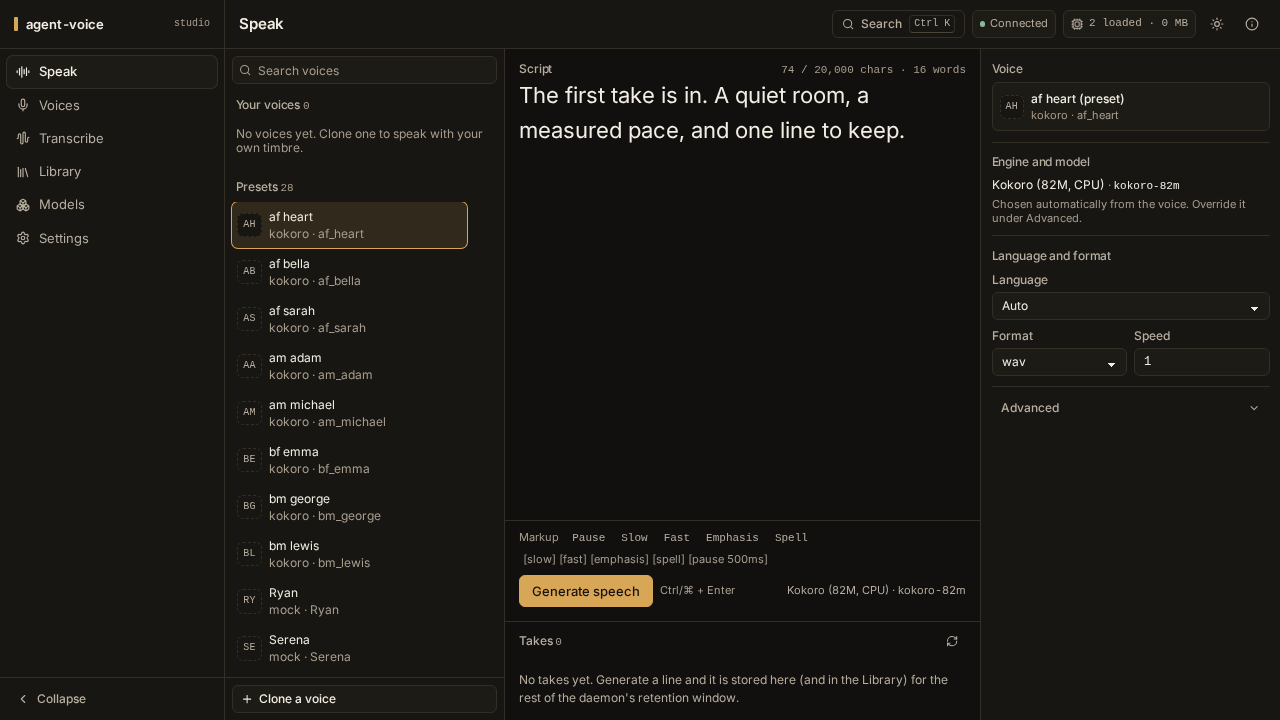 agent-voice
studio
Speak
Search Ctrl K
Connected
2 loaded · 0 MB
Speak
Voices
Transcribe
Library
Models
Settings
Collapse
Search voices
Your voices 0
No voices yet. Clone one to speak with your
own timbre.
Presets 28
AH
af heart
kokoro · af_heart
AB
af bella
kokoro · af_bella
AS
af sarah
kokoro · af_sarah
AA
am adam
kokoro · am_adam
AM
am michael
kokoro · am_michael
BE
bf emma
kokoro · bf_emma
BG
bm george
kokoro · bm_george
BL
bm lewis
kokoro · bm_lewis
RY
Ryan
mock · Ryan
SE
Serena
mock · Serena
+ Clone a voice
Script
74 / 20,000 chars · 16 words
The first take is in. A quiet room, a
measured pace, and one line to keep.
Markup Pause Slow Fast Emphasis Spell
[slow] [fast] [emphasis] [spell] [pause 500ms]
Generate speech
Ctrl/⌘ + Enter
Kokoro (82M, CPU) · kokoro-82m
Takes 0
No takes yet. Generate a line and it is stored here (and in the Library) for the
rest of the daemon's retention window.
Voice
AH
af heart (preset)
kokoro · af_heart
Engine and model
Kokoro (82M, CPU) · kokoro-82m
Chosen automatically from the voice. Override it
under Advanced.
Language and format
Language
Auto
Format
Speed
wav
1
Advanced